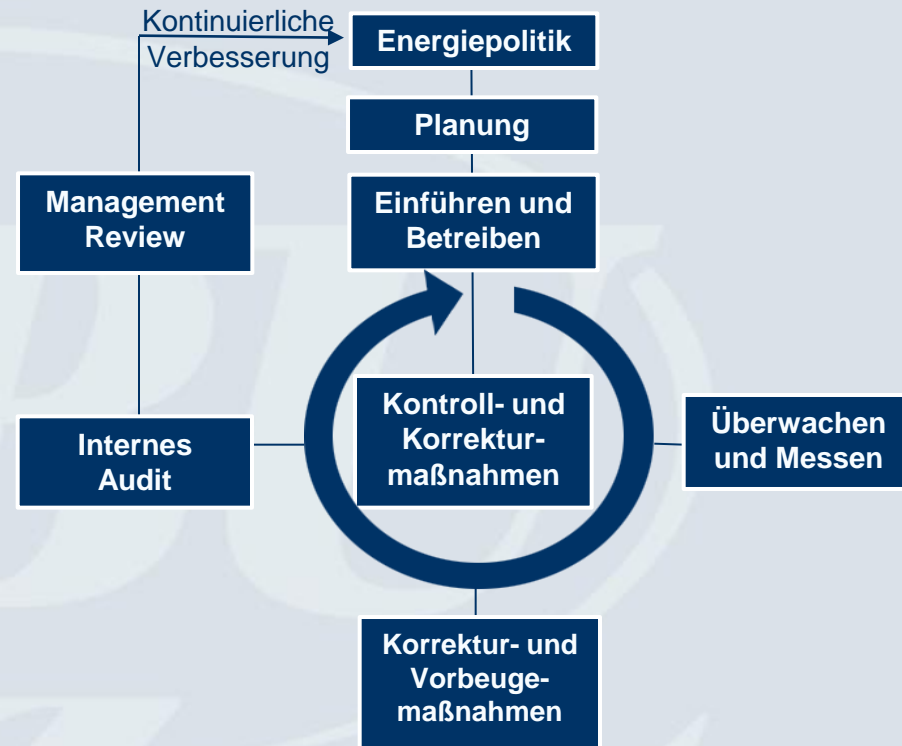 Kontinuierliche
Verbesserung
Energiepolitik
Planung
Management
Review
Einführen und
Betreiben
Kontroll- und
Korrektur-
maßnahmen
Internes
Audit
Überwachen
und Messen
Korrektur- und
Vorbeuge-
maßnahmen